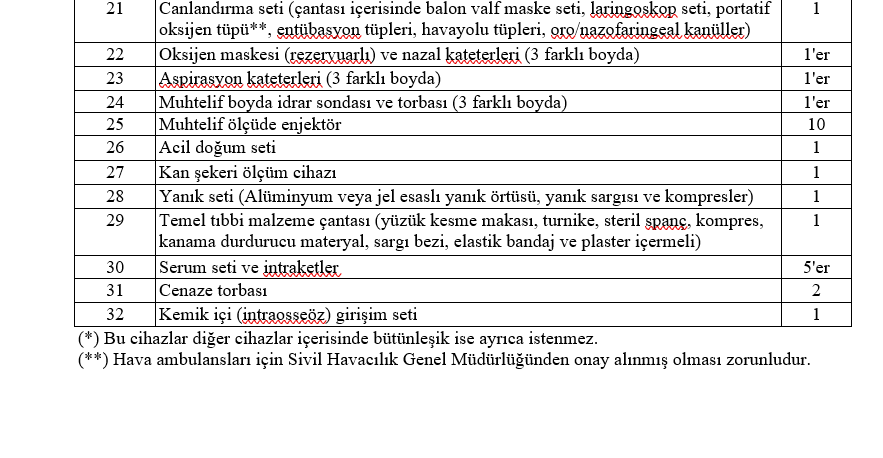 21 Canlandırma seti (çantası içerisinde balon valf maske seti, laringoskop seti, portatif 1
oksijen tüpü**, entübasyon tüpleri, havayolu tüpleri, oro/nazofaringeal kanüller)
22 Oksijen maskesi (rezervuarlı) ve nazal kateterleri (3 farklı boyda) 1'er
23 Aspirasyon kateterleri (3 farklı boyda) 1'er
24 Muhtelif boyda idrar sondası ve torbası (3 farklı boyda) 1'er
25 Muhtelif ölçüde enjektör 10
26 Acil doğum seti 1
27 Kan şekeri ölçüm cihazı 1
28 Yanık seti (Alüminyum veya jel esaslı yanık örtüsü, yanık sargısı ve kompresler) 1
29 Temel tıbbi malzeme çantası (yüzük kesme makası, turnike, steril spanç, kompres, 1
kanama durdurucu materyal, sargı bezi, elastik bandaj ve plaster içermeli)
30 Serum seti ve intraketler 5'er
31 Cenaze torbası 2
32 Kemik içi (intraosseöz) girişim seti 1
(*) Bu cihazlar diğer cihazlar içerisinde bütünleşik ise ayrıca istenmez.
(**) Hava ambulansları için Sivil Havacılık Genel Müdürlüğünden onay alınmış olması zorunludur.